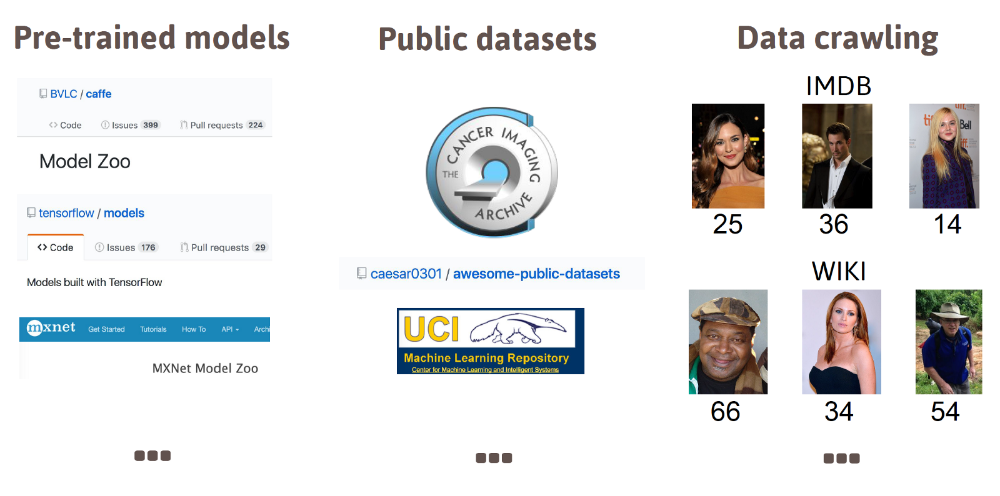 Pre-trained models
BVLC / caffe
Code Issues 399 Pull requests 224
Model Zoo
tensorflow / models
Code Issues 176 Pull requests 29
Models built with TensorFlow
mxnet Get Started Tutorials How To API Archi
MXNet Model Zoo
Public datasets
THE CANCER IMAGING ARCHIVE
caesar0301 / awesome-public-datasets
UCI
Machine Learning Repository
Center for Machine Learning and Intelligent Systems
Data crawling
IMDB
tiff. Bell
tiff.
25 36 14
WIKI
66 34 54